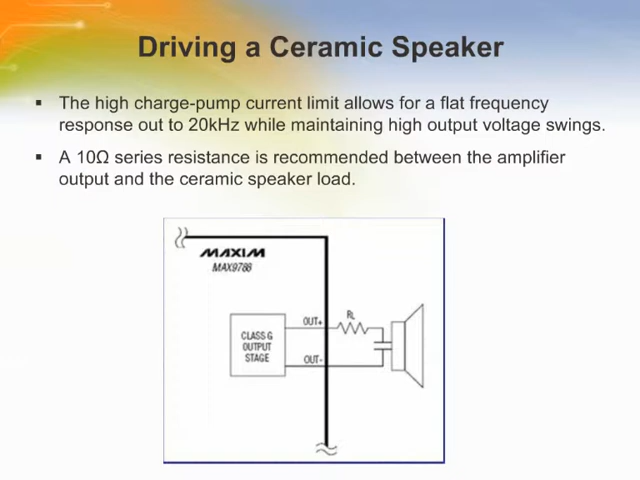 Driving a Ceramic Speaker
▪ The high charge-pump current limit allows for a flat frequency
response out to 20kHz while maintaining high output voltage swings.
▪ A 10Ω series resistance is recommended between the amplifier
output and the ceramic speaker load.
MAXIM
MAX9788
OUT+
RL
CLASS G
OUTPUT
STAGE
OUT-